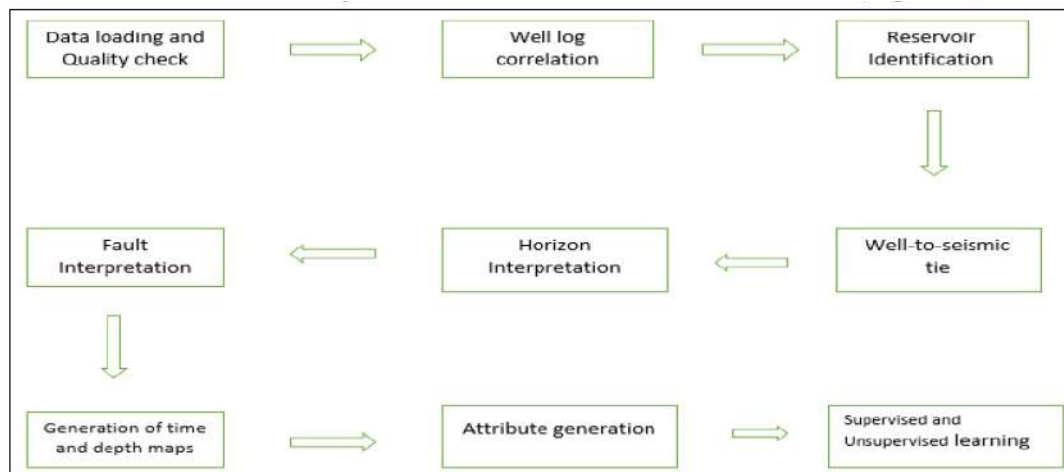 Data loading and
Quality check
Well log
correlation
Reservoir
Identification
Well-to-seismic
tie
Horizon
Interpretation
Fault
Interpretation
Generation of time
and depth maps
Attribute generation
Supervised and
Unsupervised learning